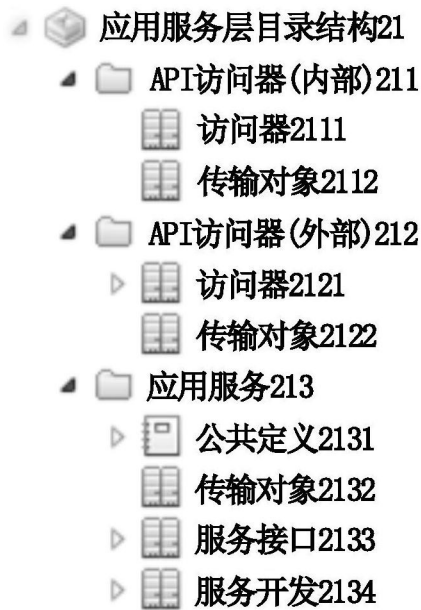 应用服务层目录结构21
API访问器(内部)211
访问器2111
传输对象2112
API访问器(外部)212
访问器2121
传输对象2122
应用服务213
公共定义2131
传输对象2132
服务接口2133
服务开发2134